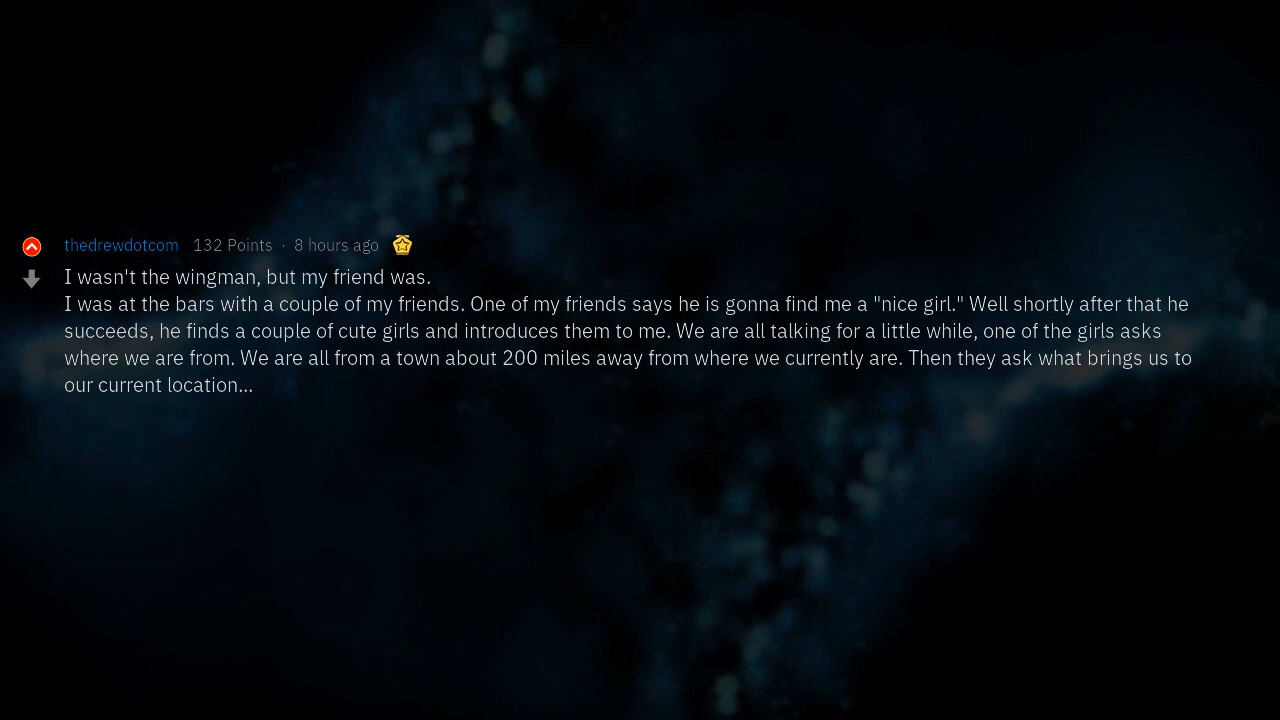 thedrewdotcom 132 Points · 8 hours ago
I wasn't the wingman, but my friend was.
I was at the bars with a couple of my friends. One of my friends says he is gonna find me a "nice girl." Well shortly after that he
succeeds, he finds a couple of cute girls and introduces them to me. We are all talking for a little while, one of the girls asks
where we are from. We are all from a town about 200 miles away from where we currently are. Then they ask what brings us to
our current location...